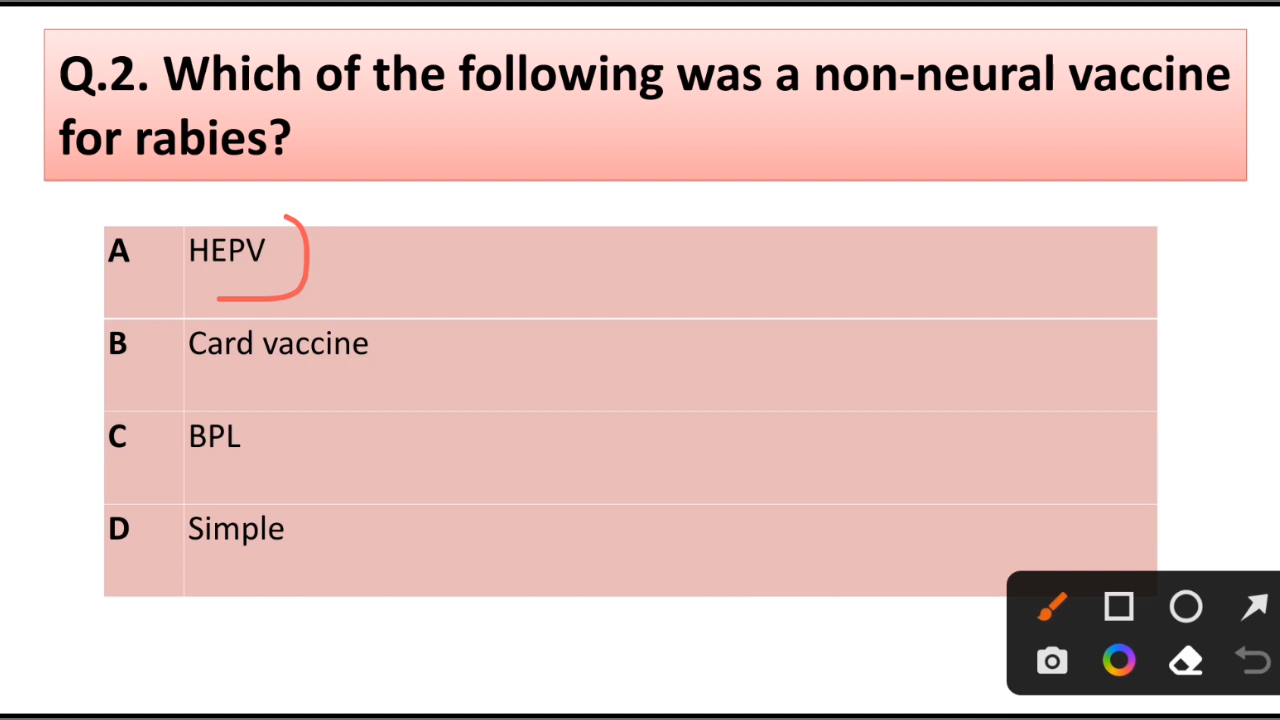 Q.2. Which of the following was a non-neural vaccine
for rabies?
A HEPV
B Card vaccine
C BPL
D Simple